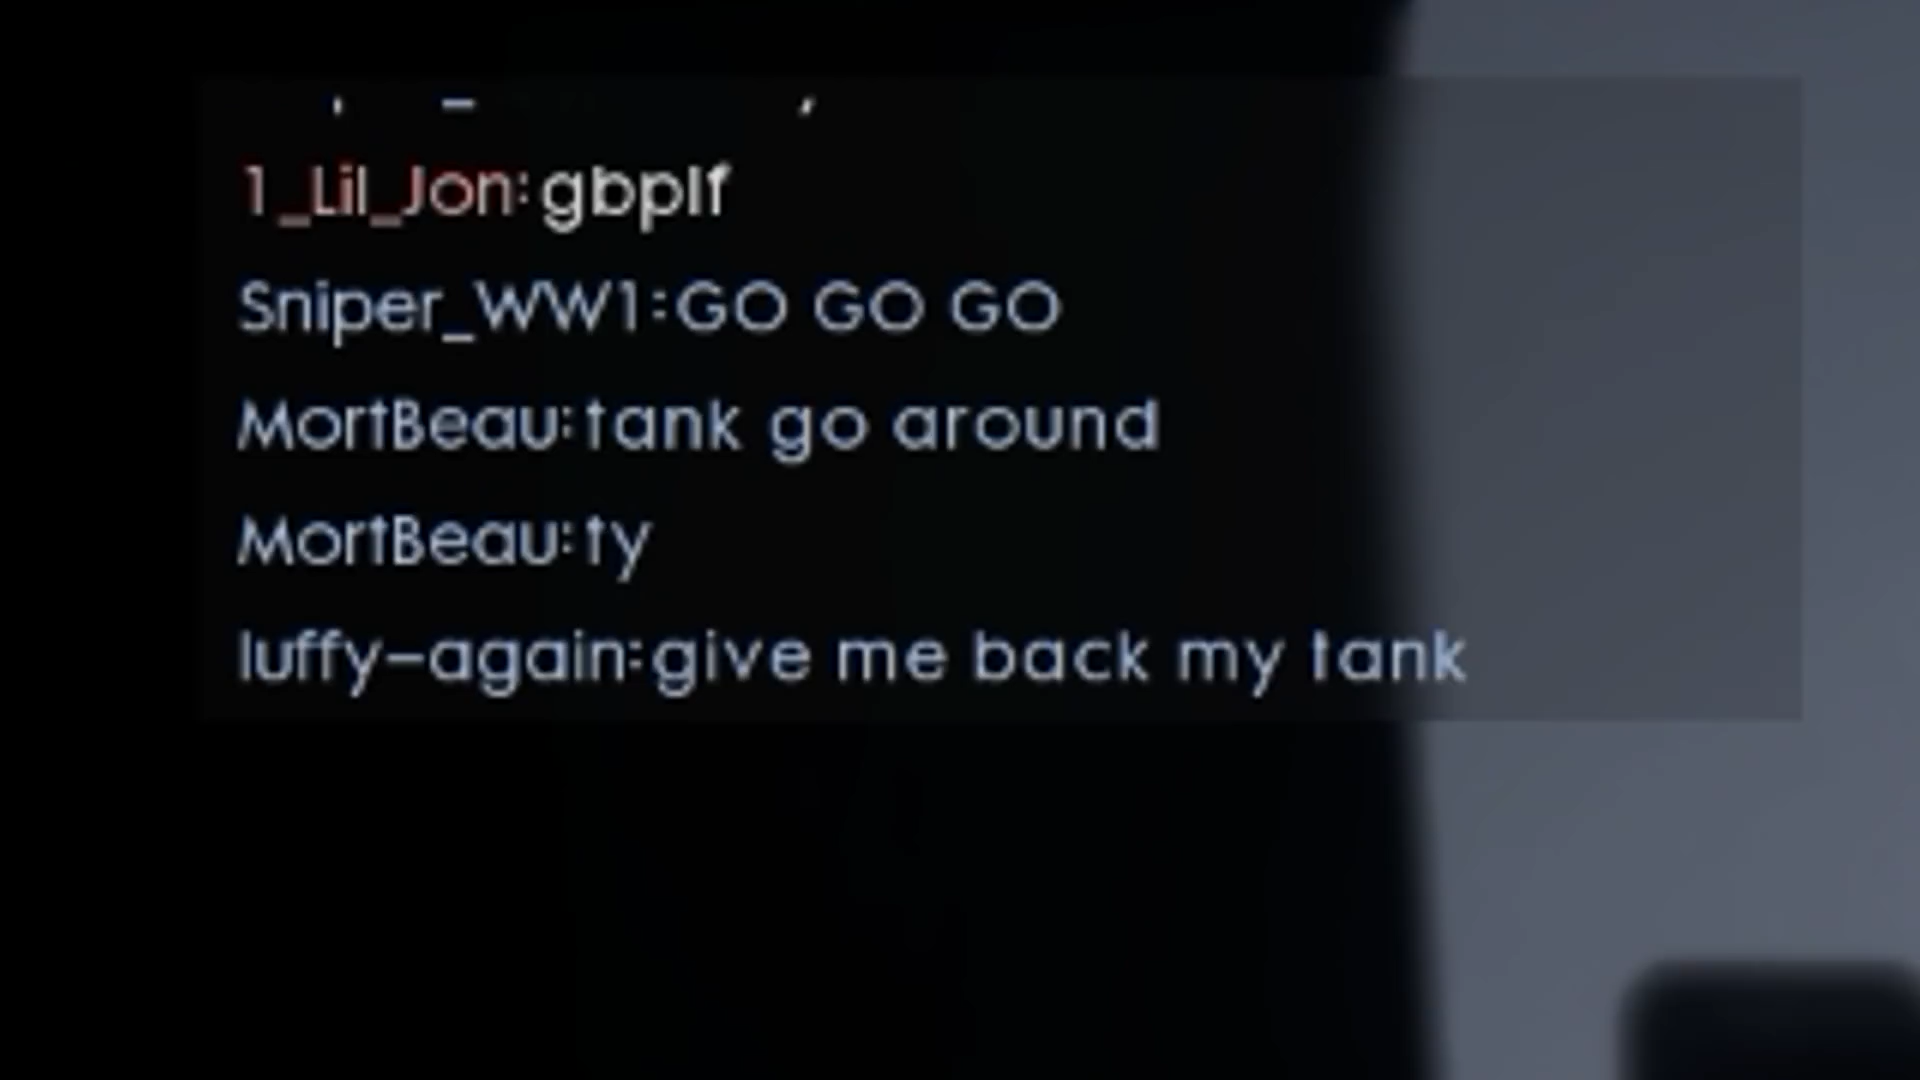 1_Lil_Jon:gbplf
Sniper_WW1:GO GO GO
MortBeau:tank go around
MortBeau:ty
luffy-again:give me back my tank